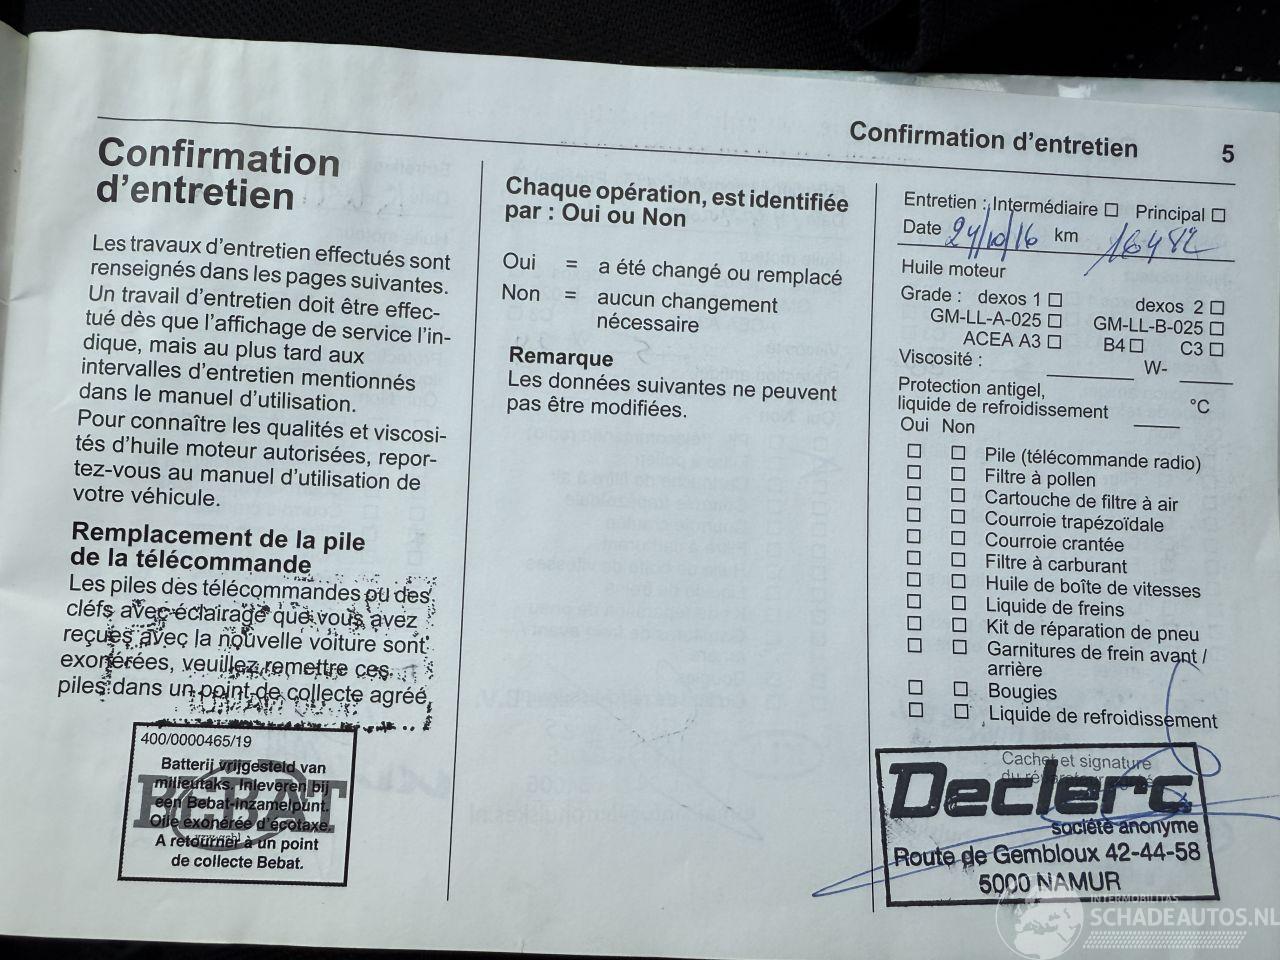 Confirmation d'entretien 5
Confirmation
d'entretien
Les travaux d'entretien effectués sont
renseignés dans les pages suivantes.
Un travail d'entretien doit être effec-
tué dès que l'affichage de service l'in-
dique, mais au plus tard aux
intervalles d'entretien mentionnés
dans le manuel d'utilisation.
Pour connaître les qualités et viscosi-
tés d'huile moteur autorisées, repor-
tez-vous au manuel d'utilisation de
votre véhicule.
Remplacement de la pile
de la télécommande
Les piles des télécommandes ou des
cléfs avec éclairage que vous avez
reçues avec la nouvelle voiture sont
exonérées, veuillez remettre ces
piles dans un point de collecte agréé.
400/0000465/19
BEBAT
Batterij vrijgesteld van
milieutaks. Inleveren bij
een Bebat-inzamelpunt.
Oile exonérée d'écotaxe.
A retourner à un point
de collecte Bebat.
Chaque opération, est identifiée
par : Oui ou Non
Oui = a été changé ou remplacé
Non = aucun changement
nécessaire
Remarque
Les données suivantes ne peuvent
pas être modifiées.
Entretien : Intermédiaire ☐ Principal ☐
Date 24/10/16 km 16482
Huile moteur
Grade : dexos 1 ☐ dexos 2 ☐
GM-LL-A-025 ☐ GM-LL-B-025 ☐
ACEA A3 ☐ B4 ☐ C3 ☐
Viscosité : W-
Protection antigel,
liquide de refroidissement °C
Oui Non
☐ ☐ Pile (télécommande radio)
☐ ☐ Filtre à pollen
☐ ☐ Cartouche de filtre à air
☐ ☐ Courroie trapézoïdale
☐ ☐ Courroie crantée
☐ ☐ Filtre à carburant
☐ ☐ Huile de boîte de vitesses
☐ ☐ Liquide de freins
☐ ☐ Kit de réparation de pneu
☐ ☐ Garnitures de frein avant /
arrière
☐ ☐ Bougies
☐ ☐ Liquide de refroidissement
Cachet et signature
du
Declerc
société anonyme
Route de Gembloux 42-44-58
5000 NAMUR
INTERMOBILITAS
SCHADEAUTOS.NL